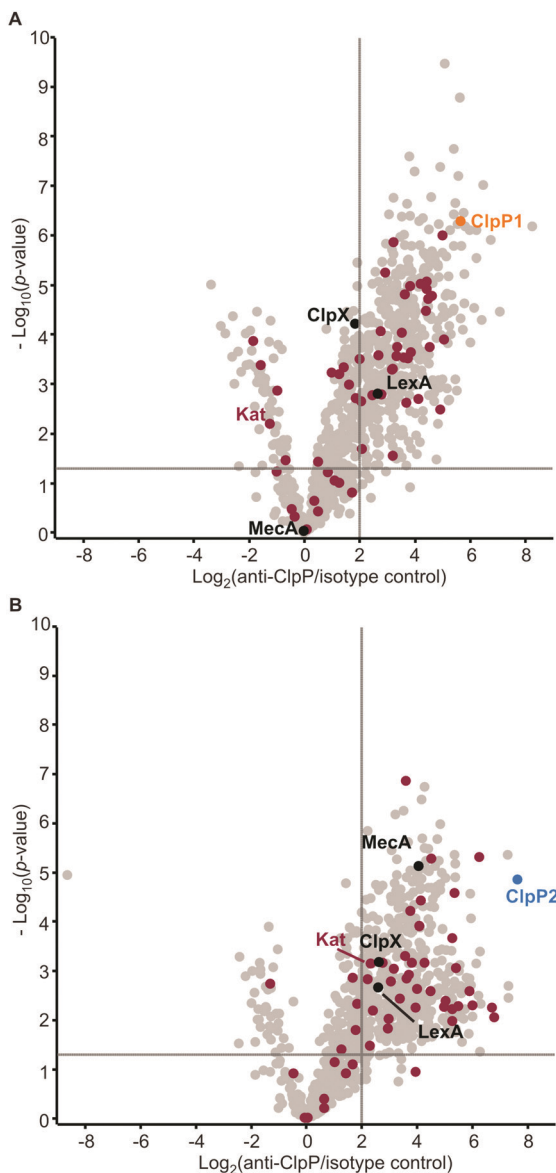 A
10
9
8
7
6
5
4
3
2
1
0
- Log10(p-value)
ClpP1
ClpX
LexA
Kat
MecA
-8 -6 -4 -2 0 2 4 6 8
Log2(anti-ClpP/isotype control)
B
10
9
8
7
6
5
4
3
2
1
0
- Log10(p-value)
MecA
ClpP2
Kat
ClpX
LexA
-8 -6 -4 -2 0 2 4 6 8
Log2(anti-ClpP/isotype control)